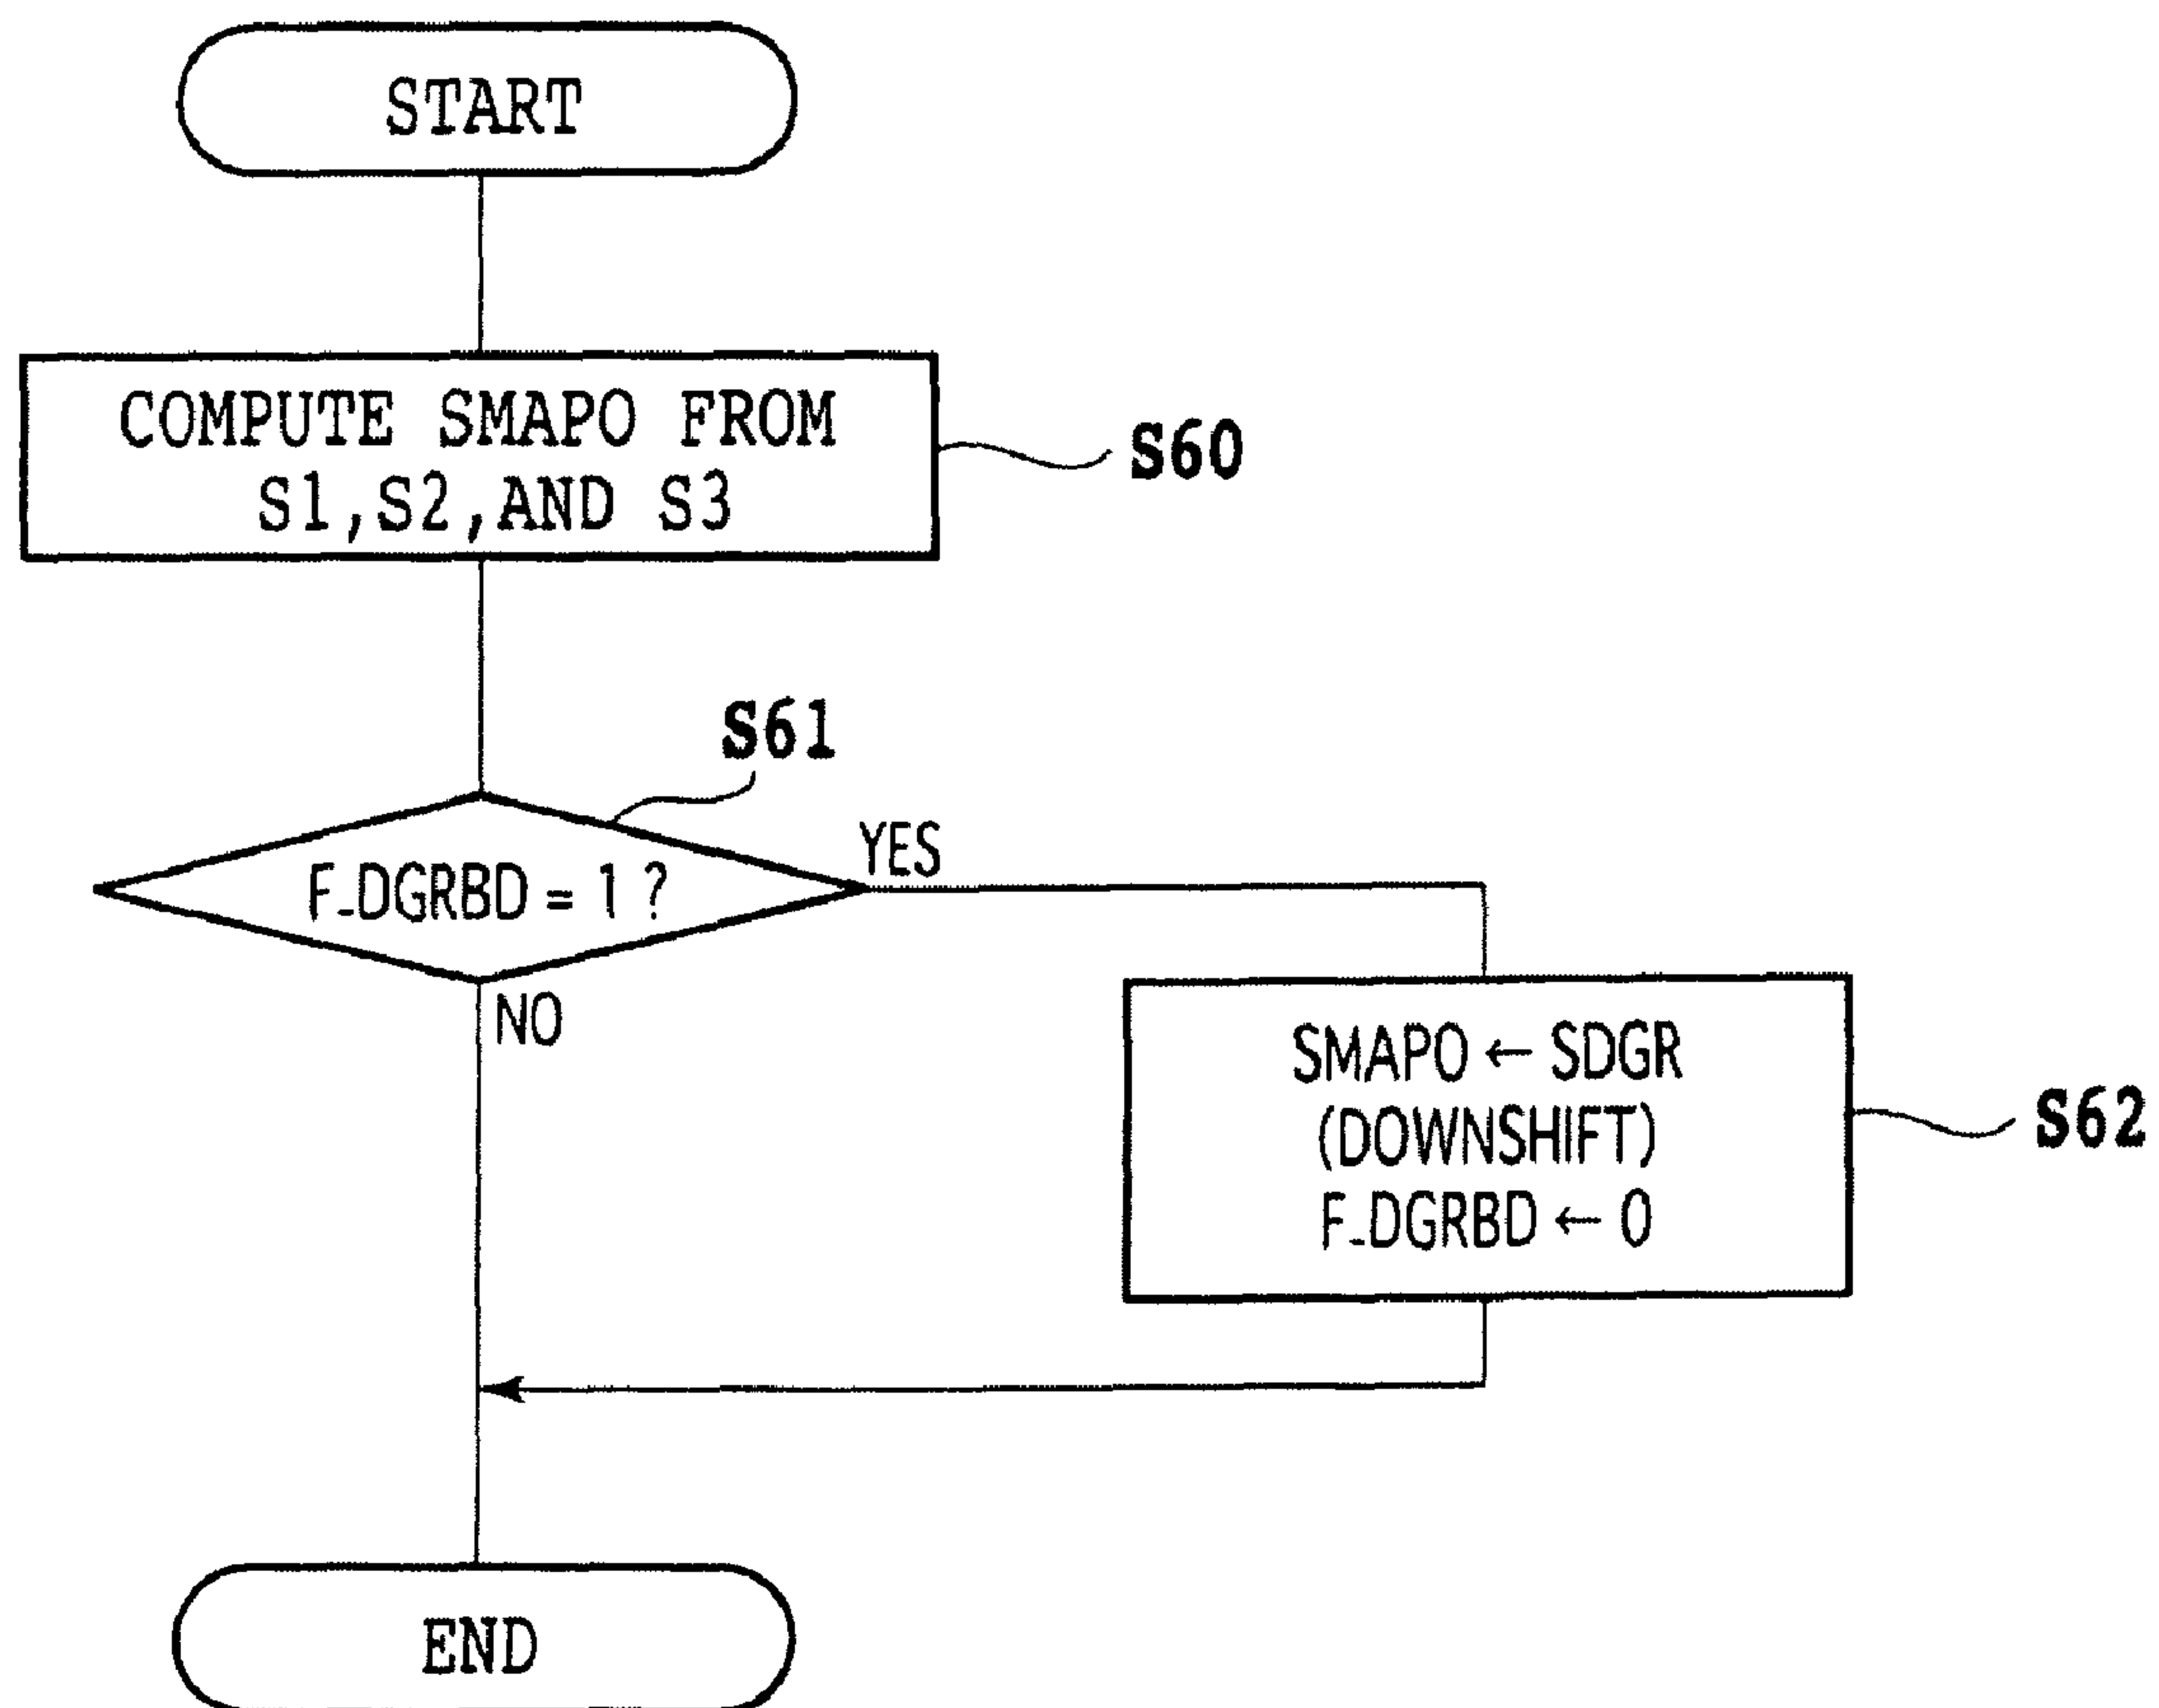 START
COMPUTE SMAPO FROM
S1,S2,AND S3
S60
S61
F_DGRBD = 1 ?
YES
NO
SMAPO ← SDGR
(DOWNSHIFT)
F_DGRBD ← 0
S62
END